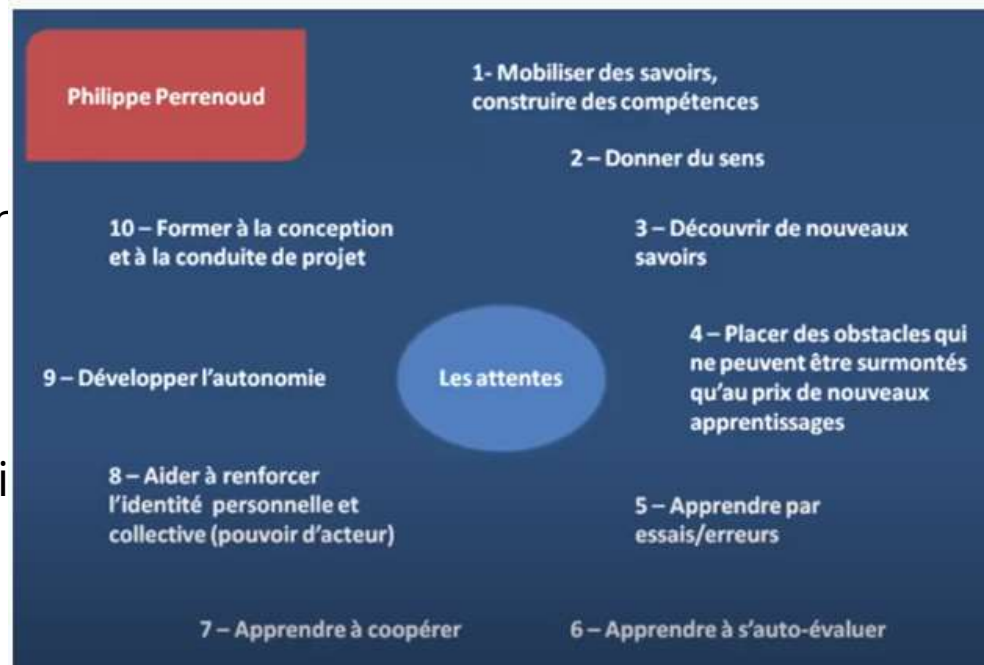 Philippe Perrenoud
1- Mobiliser des savoirs,
construire des compétences
2 – Donner du sens
3 – Découvrir de nouveaux
savoirs
4 – Placer des obstacles qui
ne peuvent être surmontés
qu'au prix de nouveaux
apprentissages
5 – Apprendre par
essais/erreurs
6 – Apprendre à s'auto-évaluer
7 – Apprendre à coopérer
8 – Aider à renforcer
l'identité personnelle et
collective (pouvoir d'acteur)
9 – Développer l'autonomie
10 – Former à la conception
et à la conduite de projet
Les attentes